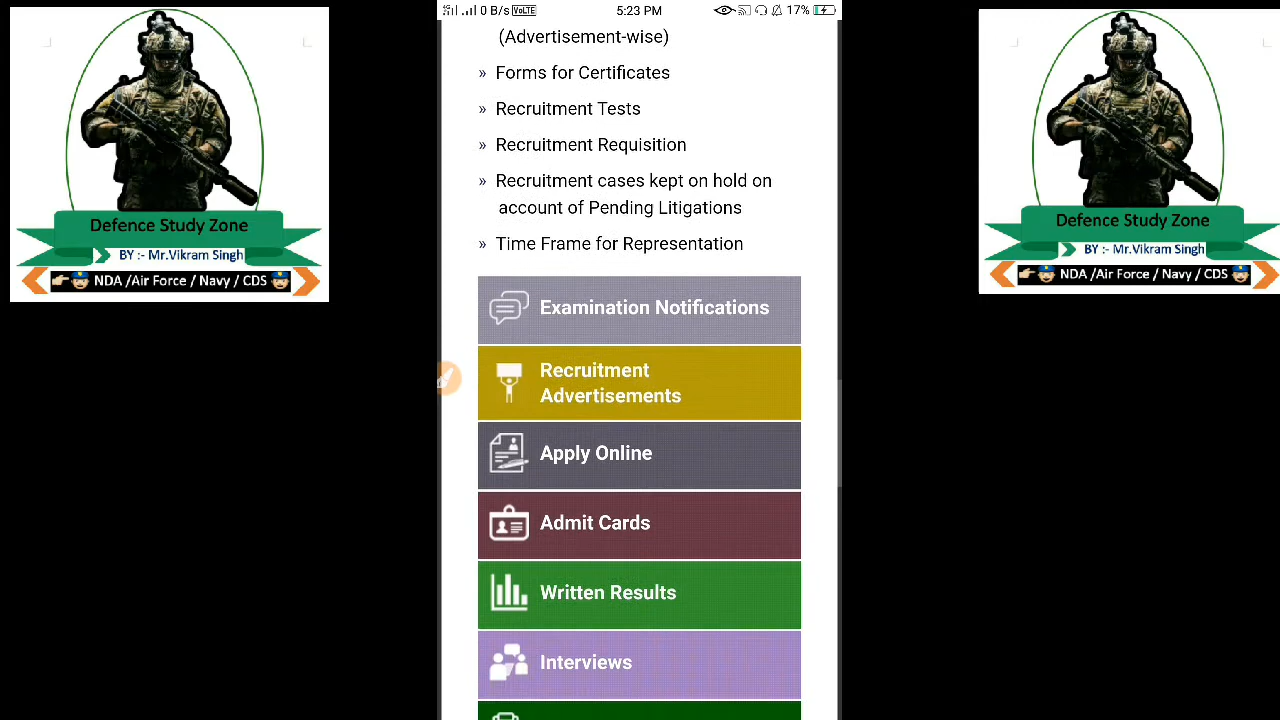 0 B/s VoLTE 5:23 PM 17%
(Advertisement-wise)
» Forms for Certificates
» Recruitment Tests
» Recruitment Requisition
» Recruitment cases kept on hold on
account of Pending Litigations
» Time Frame for Representation
Examination Notifications
Recruitment
Advertisements
Apply Online
Admit Cards
Written Results
Interviews
Defence Study Zone
BY :- Mr.Vikram Singh
NDA /Air Force / Navy / CDS
Defence Study Zone
BY :- Mr.Vikram Singh
NDA /Air Force / Navy / CDS